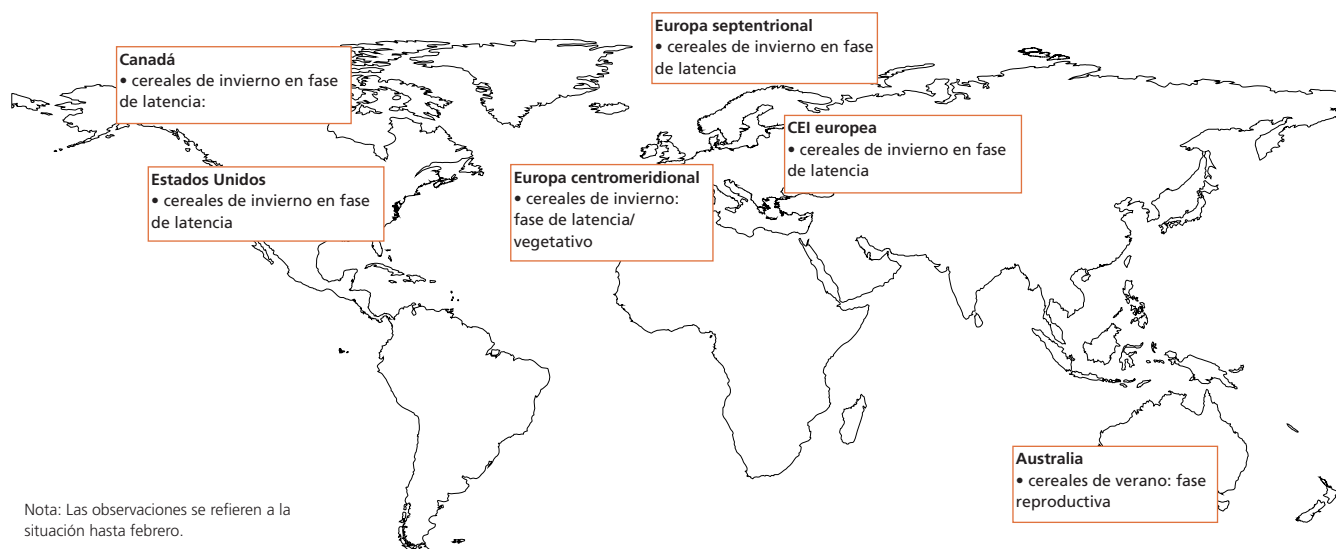 Europa septentrional
• cereales de invierno en fase
de latencia
Canadá
• cereales de invierno en fase
de latencia:
CEI europea
• cereales de invierno en fase
de latencia
Estados Unidos
• cereales de invierno en fase
de latencia
Europa centromeridional
• cereales de invierno:
fase de latencia/
vegetativo
Australia
• cereales de verano: fase
reproductiva
Nota: Las observaciones se refieren a la
situación hasta febrero.